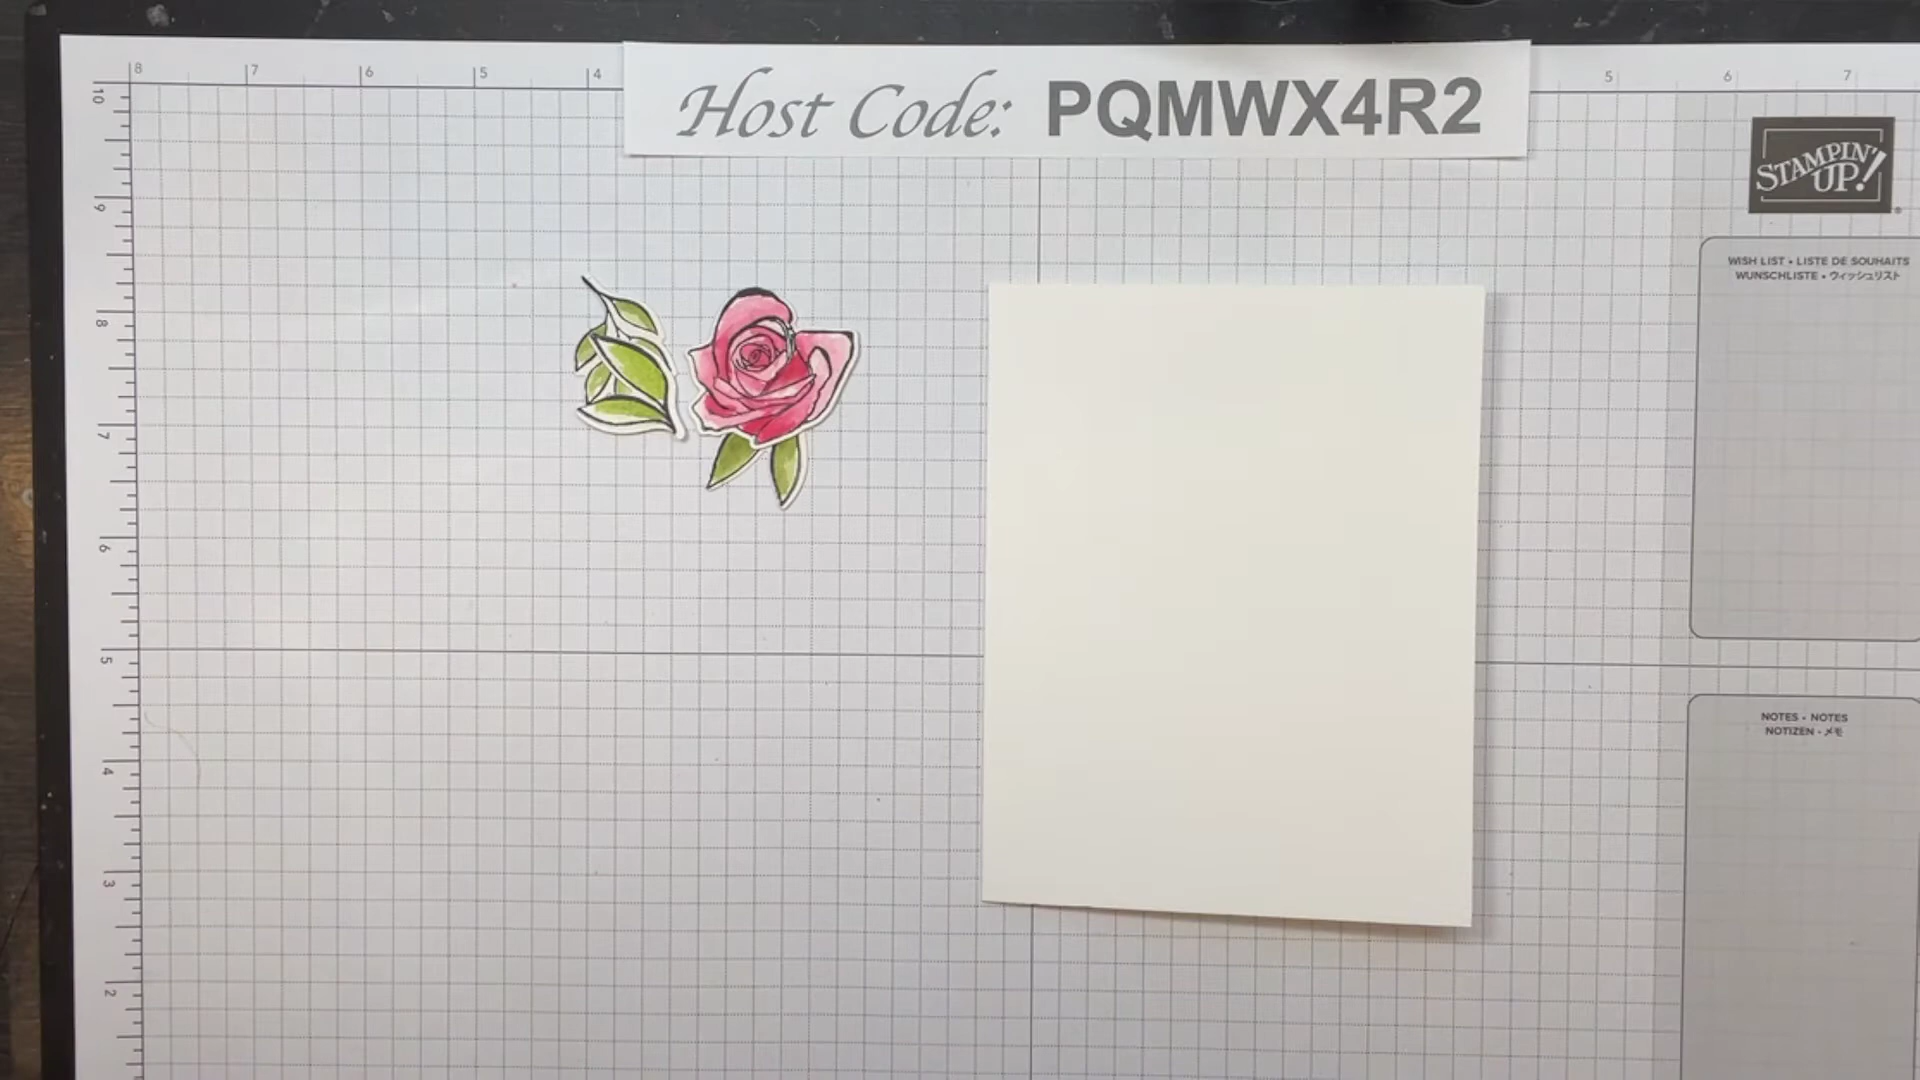 Host Code: PQMWX4R2
8 7 6 5 4
5 6 7
10
9
8
7
6
5
4
3
2
STAMPIN'
UP!®
WISH LIST • LISTE DE SOUHAITS
WUNSCHLISTE • ウィッシュリスト
NOTES • NOTES
NOTIZEN • メモ